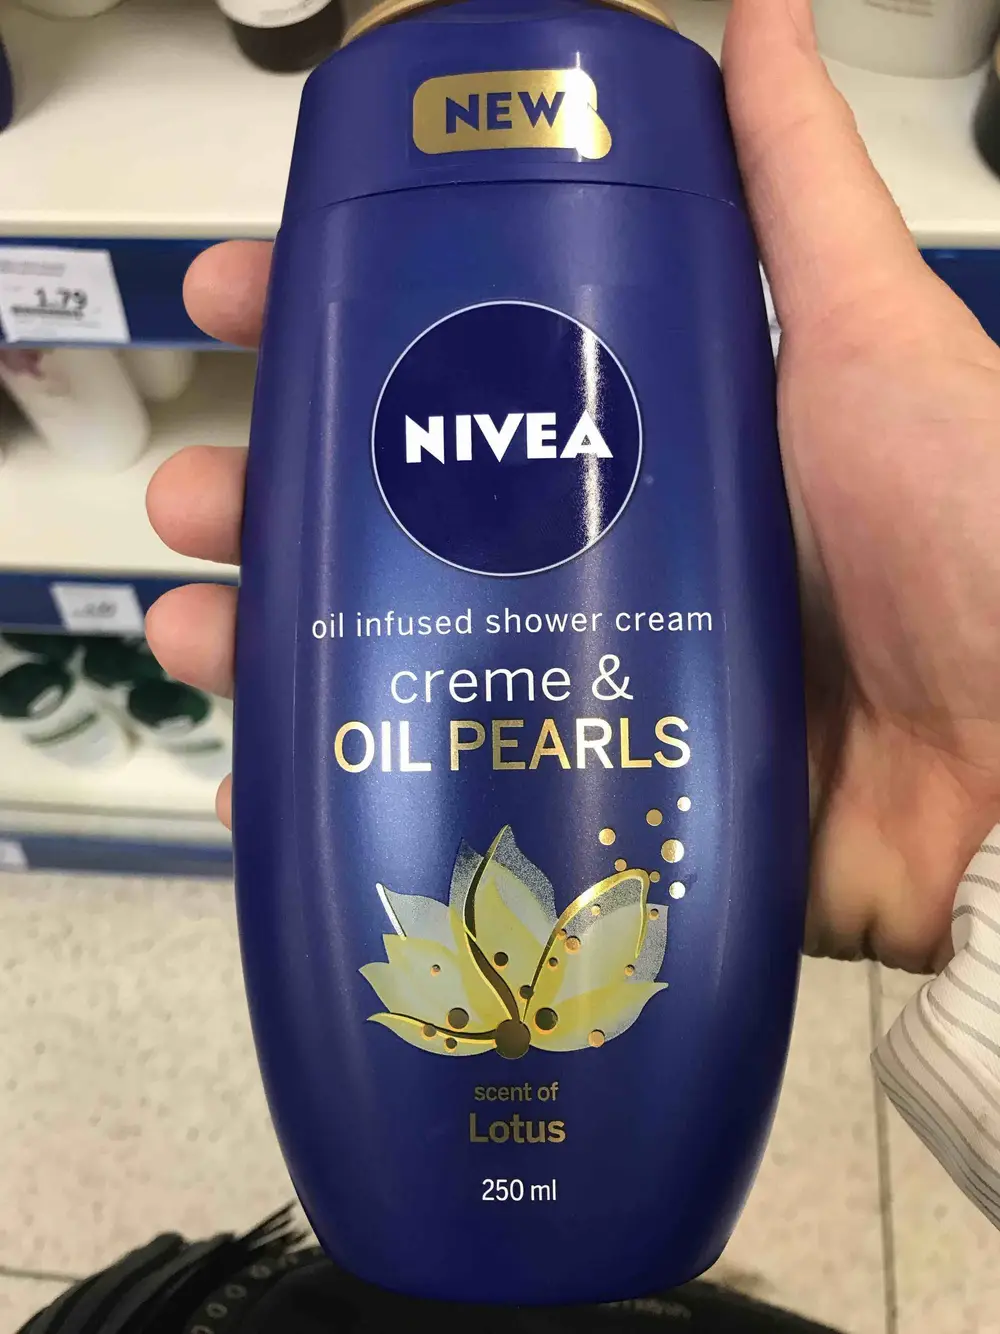 NEW
1.79
NIVEA
oil infused shower cream
creme &
OIL PEARLS
scent of
Lotus
250 ml